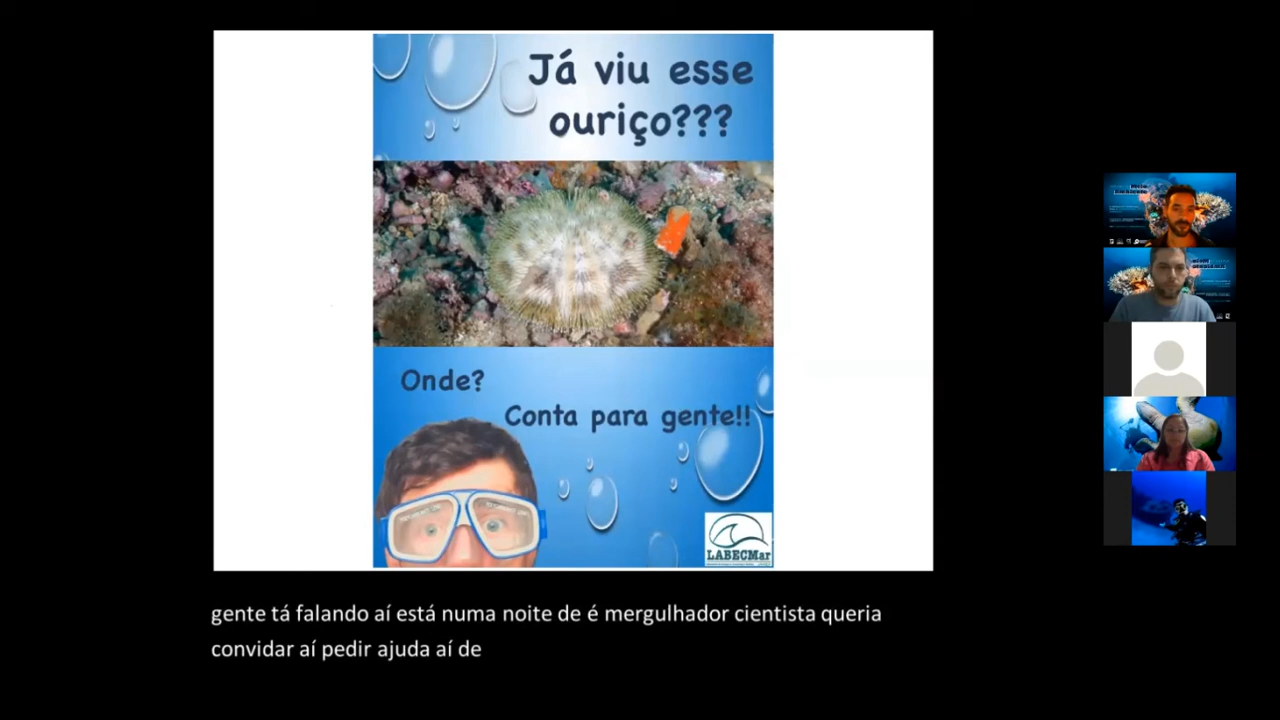 Já viu esse
ouriço???
Onde?
Conta para gente!!
LABECMar
gente tá falando aí está numa noite de é mergulhador cientista queria
convidar aí pedir ajuda aí de